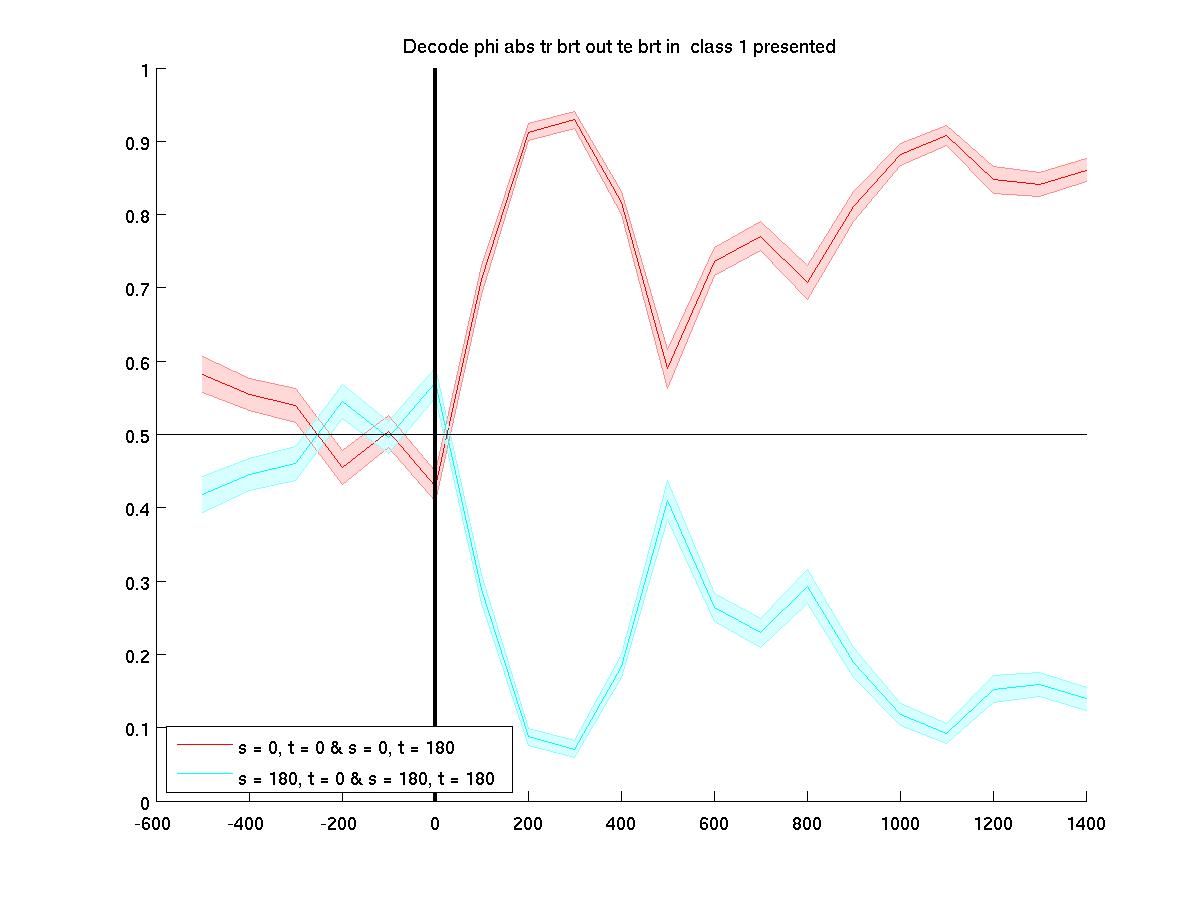 Decode phi abs tr brt out te brt in  class 1 presented
1
0.9
0.8
0.7
0.6
0.5
0.4
0.3
0.2
0.1
0
s = 0, t = 0 & s = 0, t = 180
s = 180, t = 0 & s = 180, t = 180
-600 -400 -200 0 200 400 600 800 1000 1200 1400